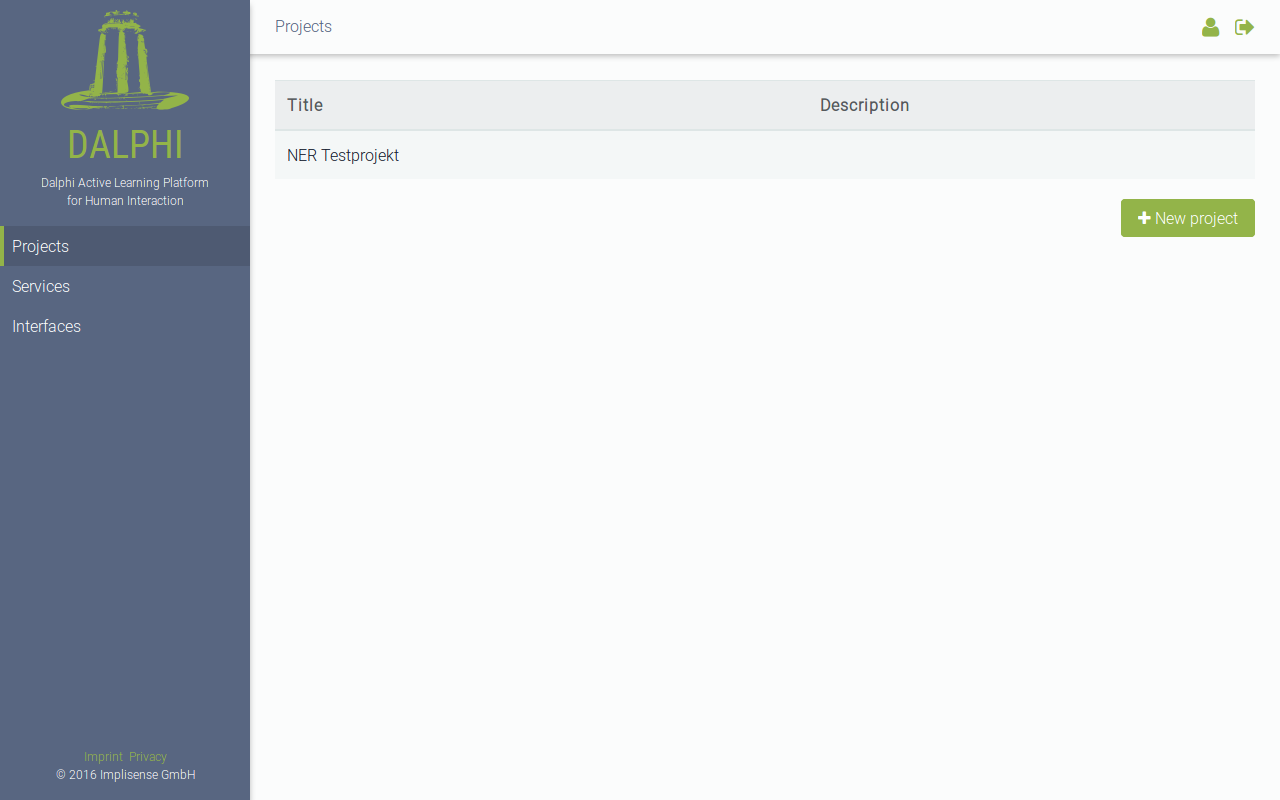 DALPHI
Dalphi Active Learning Platform
for Human Interaction
Projects
Services
Interfaces
Imprint Privacy
© 2016 Implisense GmbH
Projects
Title Description
NER Testprojekt
New project